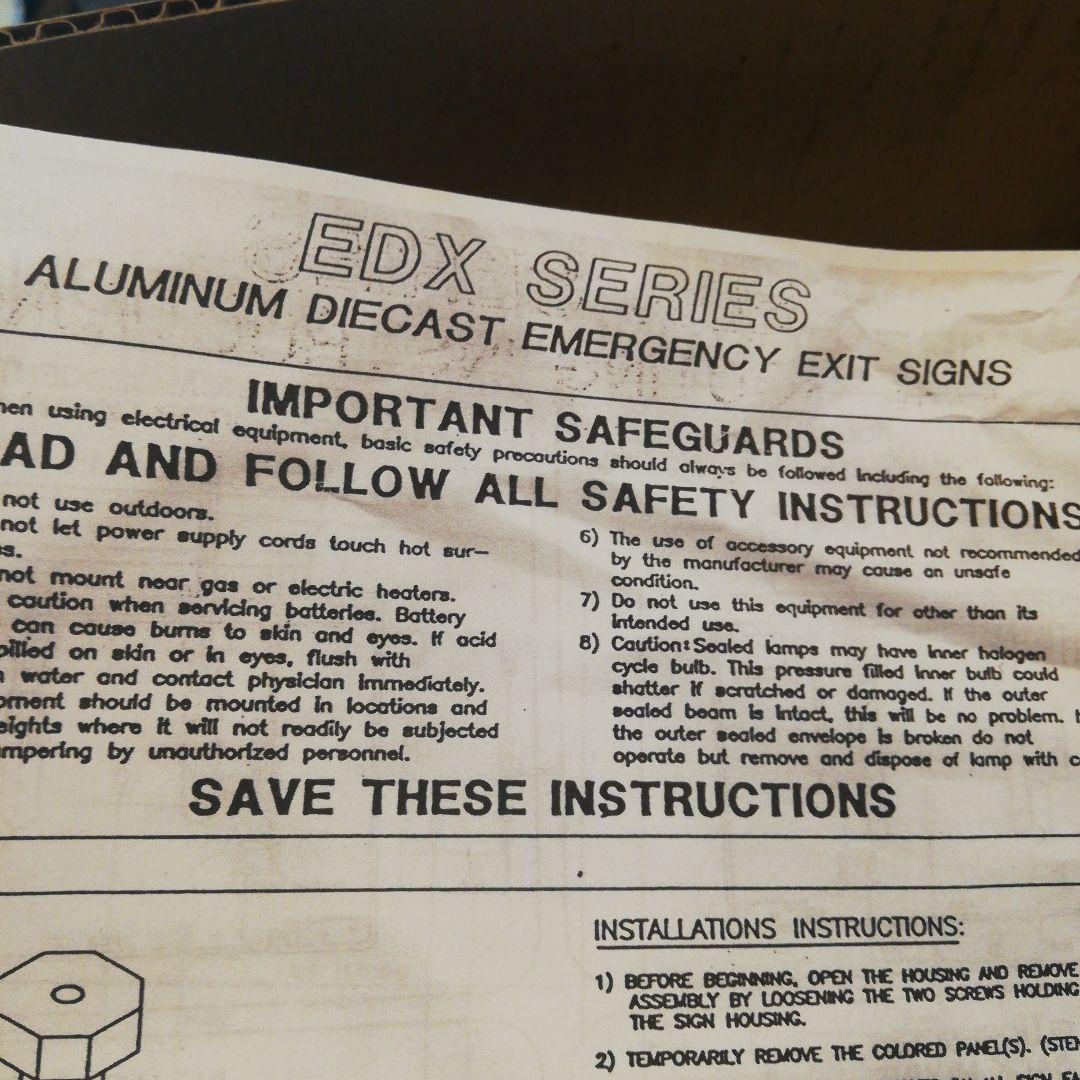 EDX SERIES
ALUMINUM DIECAST EMERGENCY EXIT SIGNS
IMPORTANT SAFEGUARDS
hen using electrical equipment, basic safety precautions should always be followed including the following:
AD AND FOLLOW ALL SAFETY INSTRUCTIONS
not use outdoors.
not let power supply cords touch hot sur-
es.
not mount near gas or electric heaters.
caution when servicing batteries. Battery
can cause burns to skin and eyes. If acid
pilled on skin or in eyes, flush with
water and contact physician immediately.
pment should be mounted in locations and
eights where it will not readily be subjected
mpering by unauthorized personnel.
6) The use of accessory equipment not recommended
by the manufacturer may cause an unsafe
condition.
7) Do not use this equipment for other than its
intended use.
8) Caution: Sealed lamps may have inner halogen
cycle bulb. This pressure filled inner bulb could
shatter if scratched or damaged. If the outer
sealed beam is intact, this will be no problem.
the outer sealed envelope is broken do not
operate but remove and dispose of lamp with c
SAVE THESE INSTRUCTIONS
INSTALLATIONS INSTRUCTIONS:
1) BEFORE BEGINNING, OPEN THE HOUSING AND REMOVE
ASSEMBLY BY LOOSENING THE TWO SCREWS HOLDING
THE SIGN HOUSING.
2) TEMPORARILY REMOVE THE COLORED PANEL(S). (STE